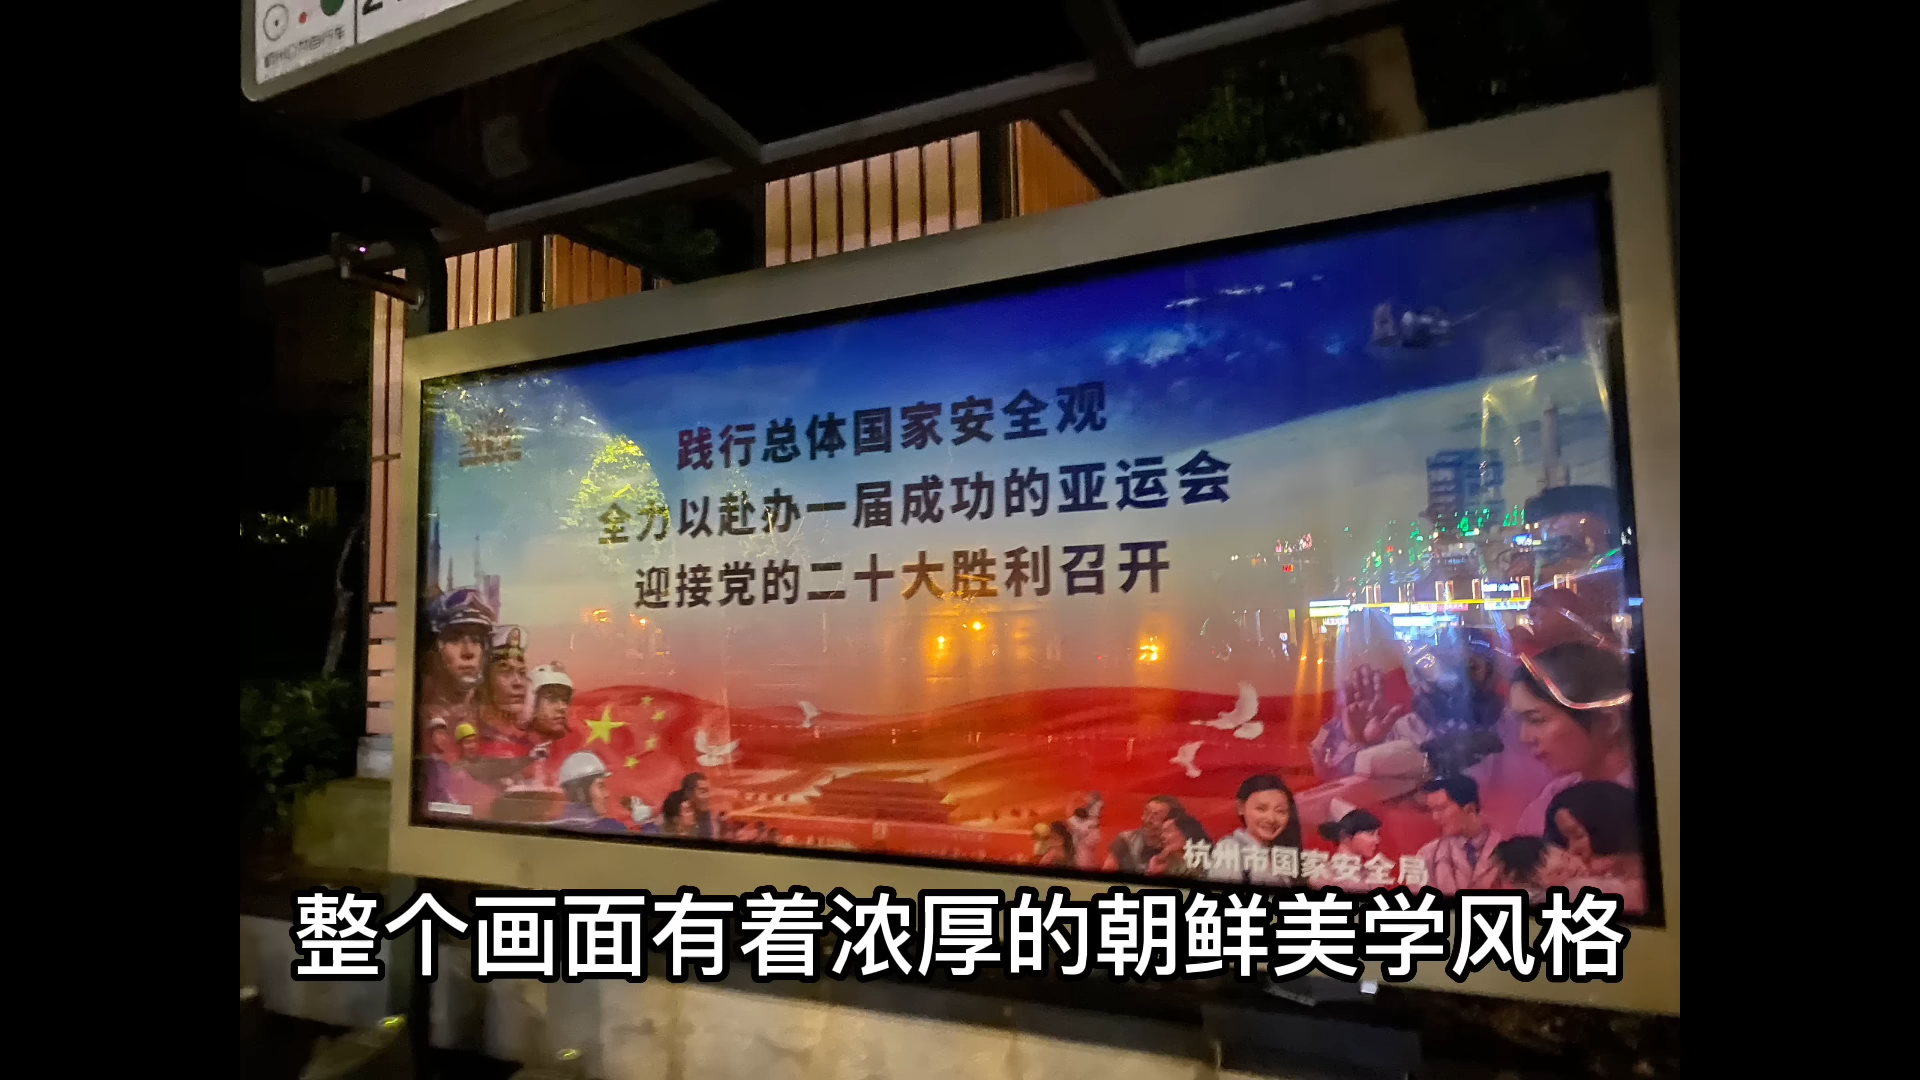 践行总体国家安全观
全力以赴办一届成功的亚运会
迎接党的二十大胜利召开
杭州市国家安全局
整个画面有着浓厚的朝鲜美学风格